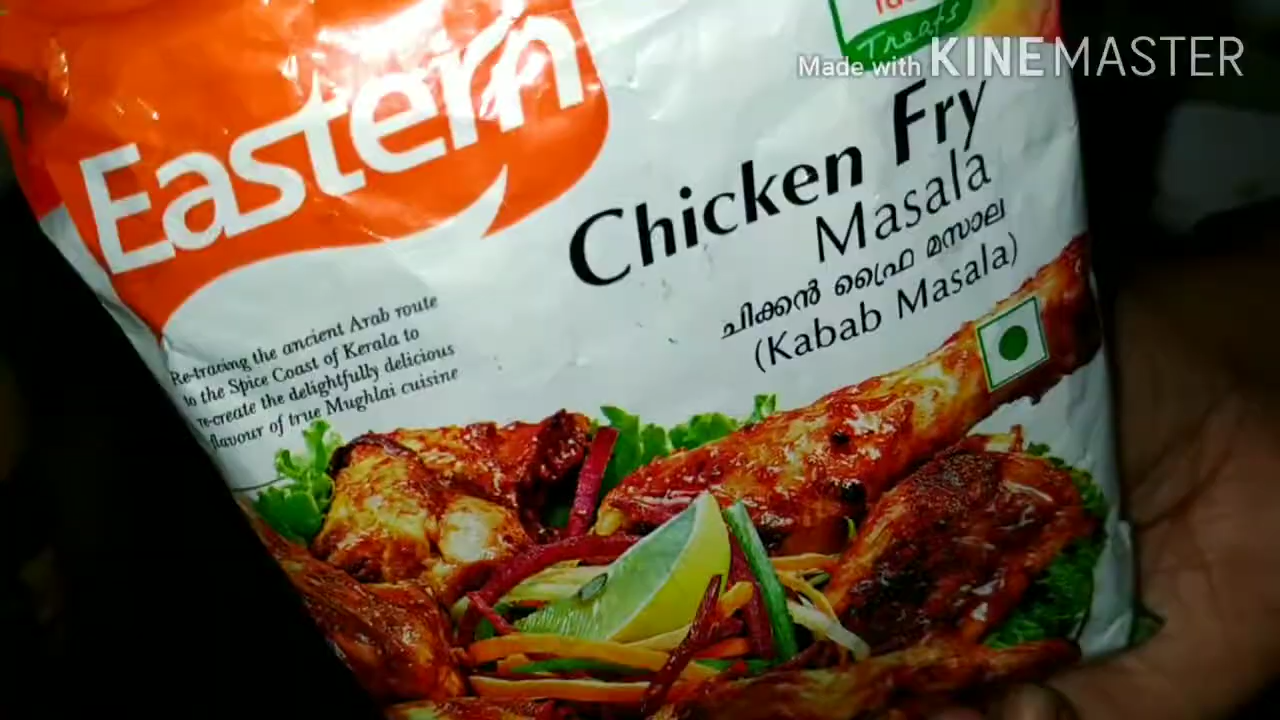 Eastern
Treats
Made with KINEMASTER
Chicken Fry
Masala
ചിക്കൻ ഫ്രൈ മസാല
(Kabab Masala)
Re-tracing the ancient Arab route
to the Spice Coast of Kerala to
re-create the delightfully delicious
flavour of true Mughlai cuisine